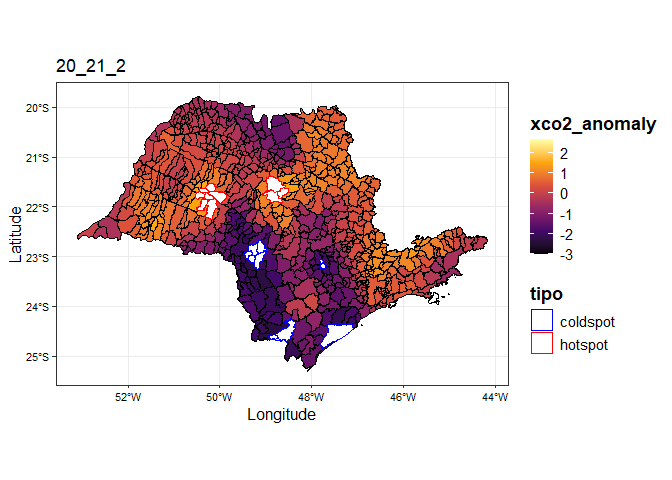 20_21_2
20°S
21°S
22°S
23°S
24°S
25°S
Latitude
52°W
50°W
48°W
46°W
44°W
Longitude
xco2_anomaly
2
1
0
-1
-2
-3
tipo
coldspot
hotspot